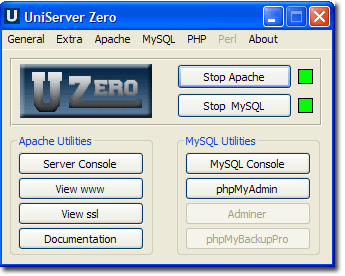 U UniServer Zero
General Extra Apache MySQL PHP Perl About
U ZERO
Stop Apache
Stop MySQL
Apache Utilities
Server Console
View www
View ssl
Documentation
MySQL Utilities
MySQL Console
phpMyAdmin
Adminer
phpMyBackupPro